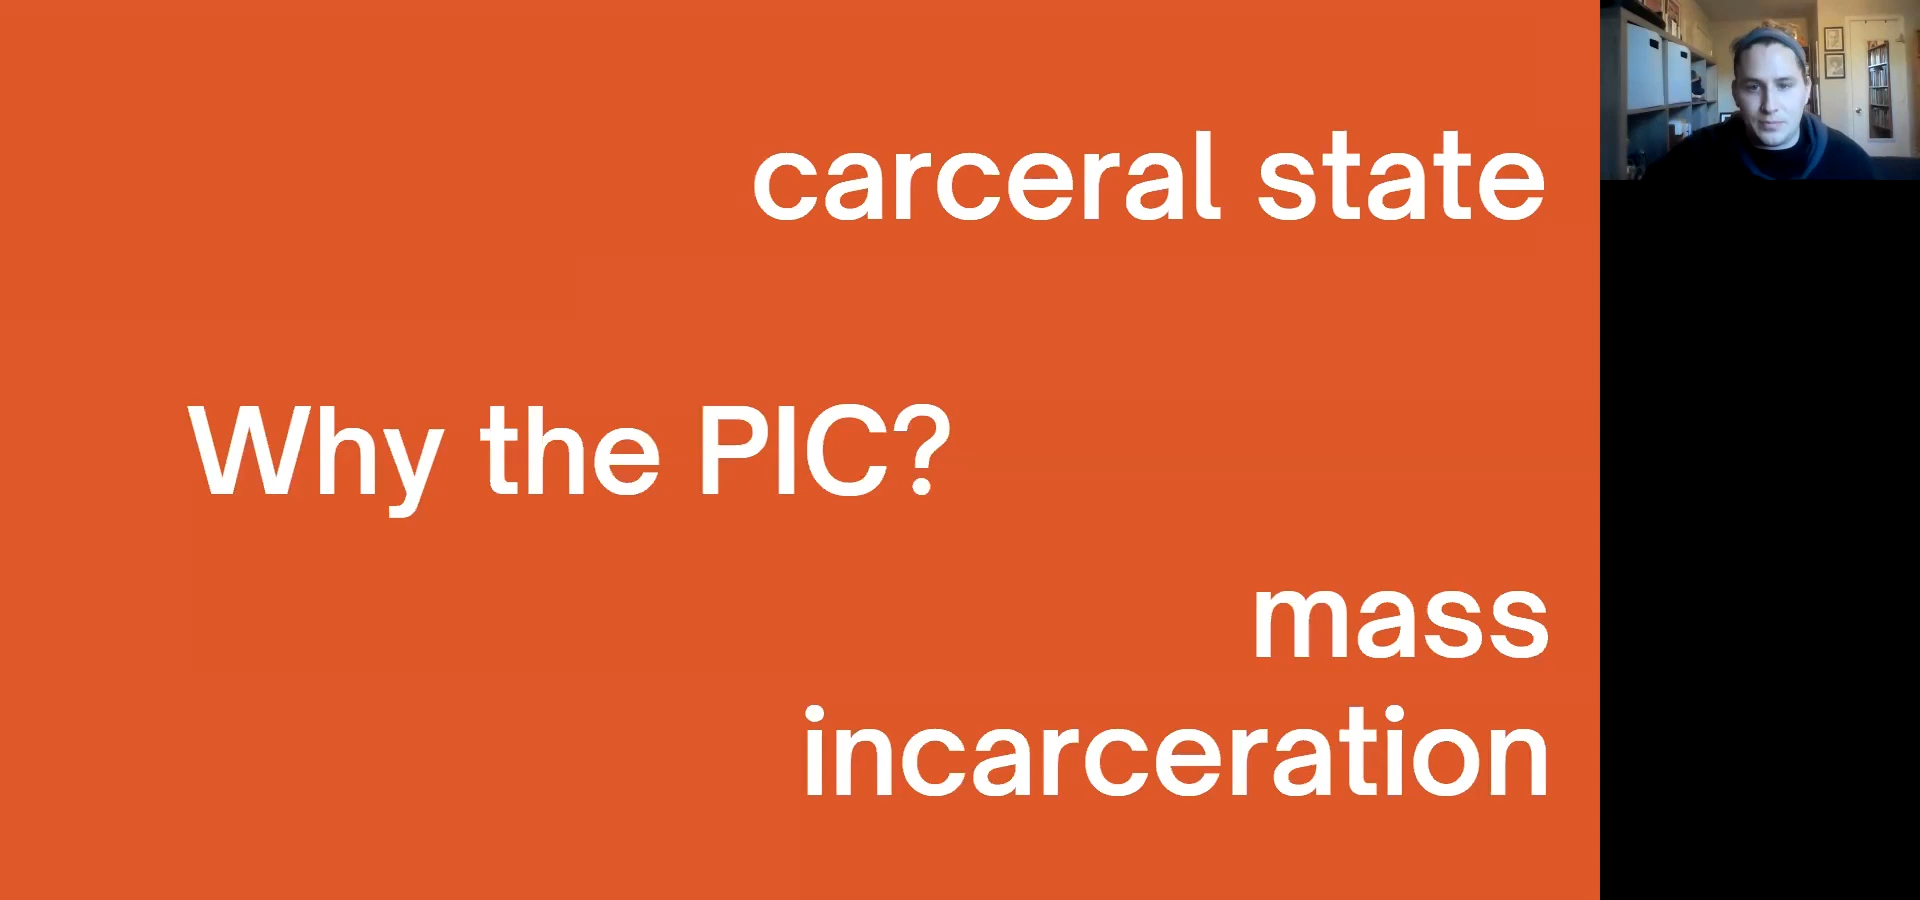 carceral state
Why the PIC?
mass
incarceration